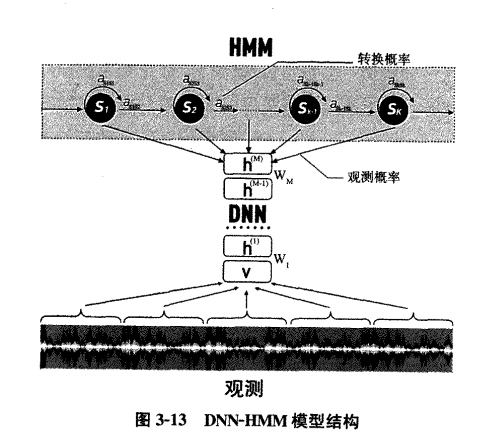 HMM
转换概率
S1 S2 Sk-1 SK
h(M)
WM
观测概率
h(M-1)
DNN
h(1)
W1
v
观测
图 3-13 DNN-HMM 模型结构